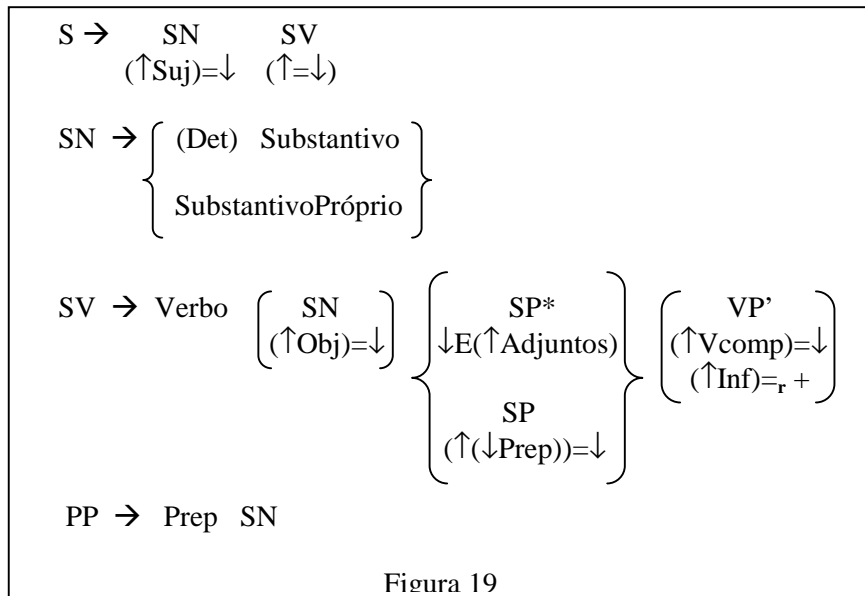 S → SN SV
(↑Suj)=↓ (↑=↓)
SN → (Det) Substantivo
SubstantivoPróprio
SV → Verbo SN SP* VP’
(↑Obj)=↓ ↓E(↑Adjuntos) (↑Vcomp)=↓
(↑Inf)=r +
SP
(↑(↓Prep))=↓
PP → Prep SN
Figura 19